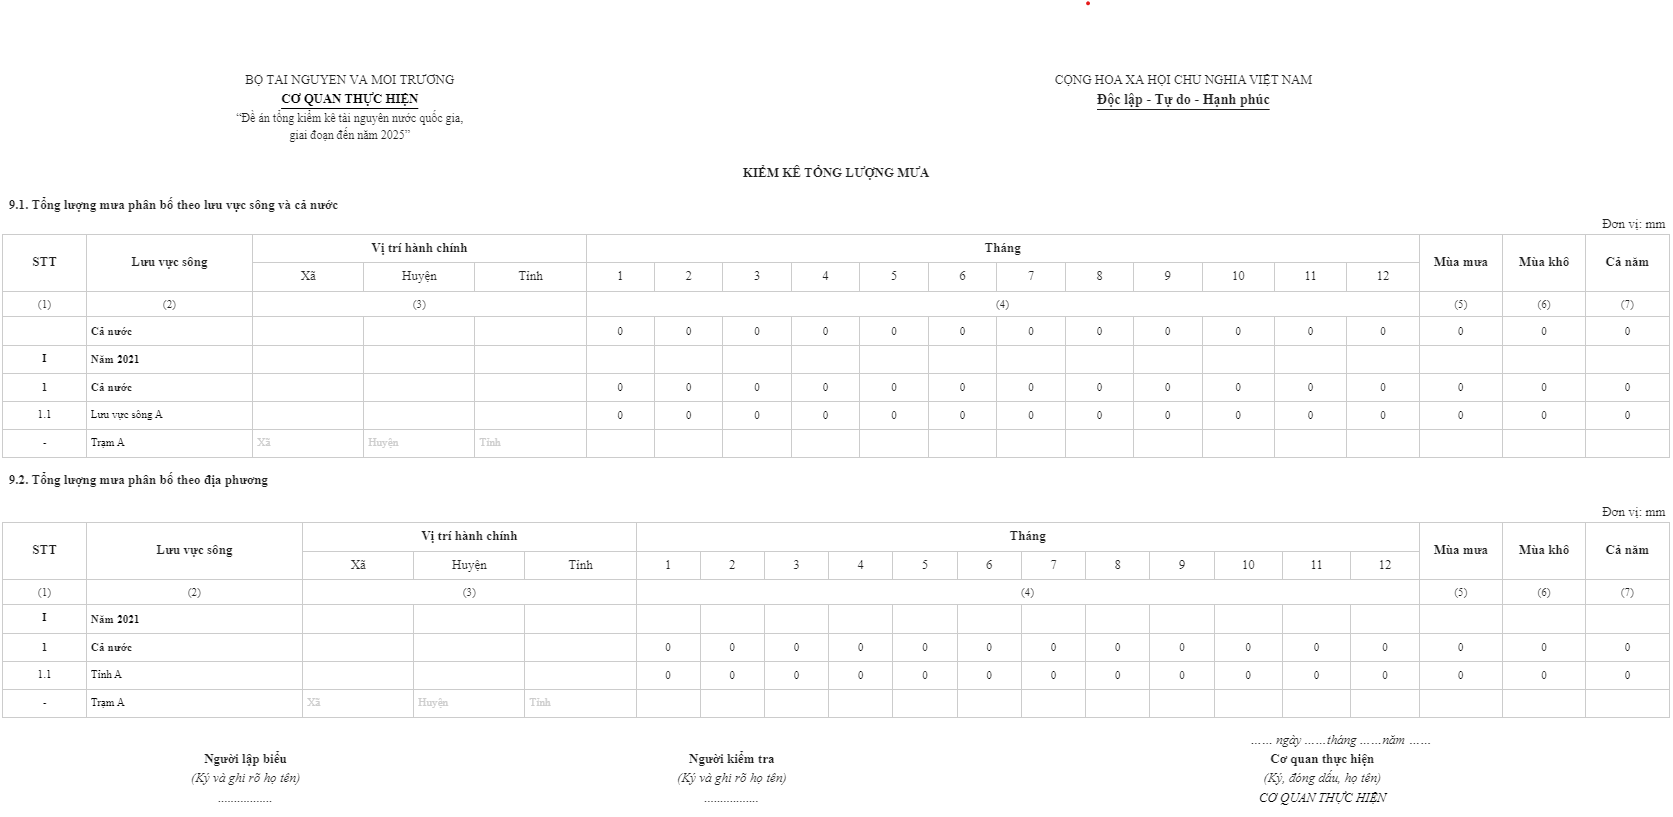 BỘ TÀI NGUYÊN VÀ MÔI TRƯỜNG
CƠ QUAN THỰC HIỆN
“Đề án tổng kiểm kê tài nguyên nước quốc gia,
giai đoạn đến năm 2025”
CỘNG HÒA XÃ HỘI CHỦ NGHĨA VIỆT NAM
Độc lập - Tự do - Hạnh phúc
KIỂM KÊ TỔNG LƯỢNG MƯA
9.1. Tổng lượng mưa phân bố theo lưu vực sông và cả nước
Đơn vị: mm
STT Lưu vực sông Vị trí hành chính Tháng Mùa mưa Mùa khô Cả năm
Xã Huyện Tỉnh 1 2 3 4 5 6 7 8 9 10 11 12
(1) (2) (3) (4) (5) (6) (7)
Cả nước 0 0 0 0 0 0 0 0 0 0 0 0 0 0 0
I Năm 2021
1 Cả nước 0 0 0 0 0 0 0 0 0 0 0 0 0 0 0
1.1 Lưu vực sông A 0 0 0 0 0 0 0 0 0 0 0 0 0 0 0
- Trạm A Xã Huyện Tỉnh
9.2. Tổng lượng mưa phân bố theo địa phương
Đơn vị: mm
STT Lưu vực sông Vị trí hành chính Tháng Mùa mưa Mùa khô Cả năm
Xã Huyện Tỉnh 1 2 3 4 5 6 7 8 9 10 11 12
(1) (2) (3) (4) (5) (6) (7)
I Năm 2021
1 Cả nước 0 0 0 0 0 0 0 0 0 0 0 0 0 0 0
1.1 Tỉnh A 0 0 0 0 0 0 0 0 0 0 0 0 0 0 0
- Trạm A Xã Huyện Tỉnh
…… ngày ……tháng ……năm ……
Người lập biểu Người kiểm tra Cơ quan thực hiện
(Ký và ghi rõ họ tên) (Ký và ghi rõ họ tên) (Ký, đóng dấu, họ tên)
.................. .................. CƠ QUAN THỰC HIỆN